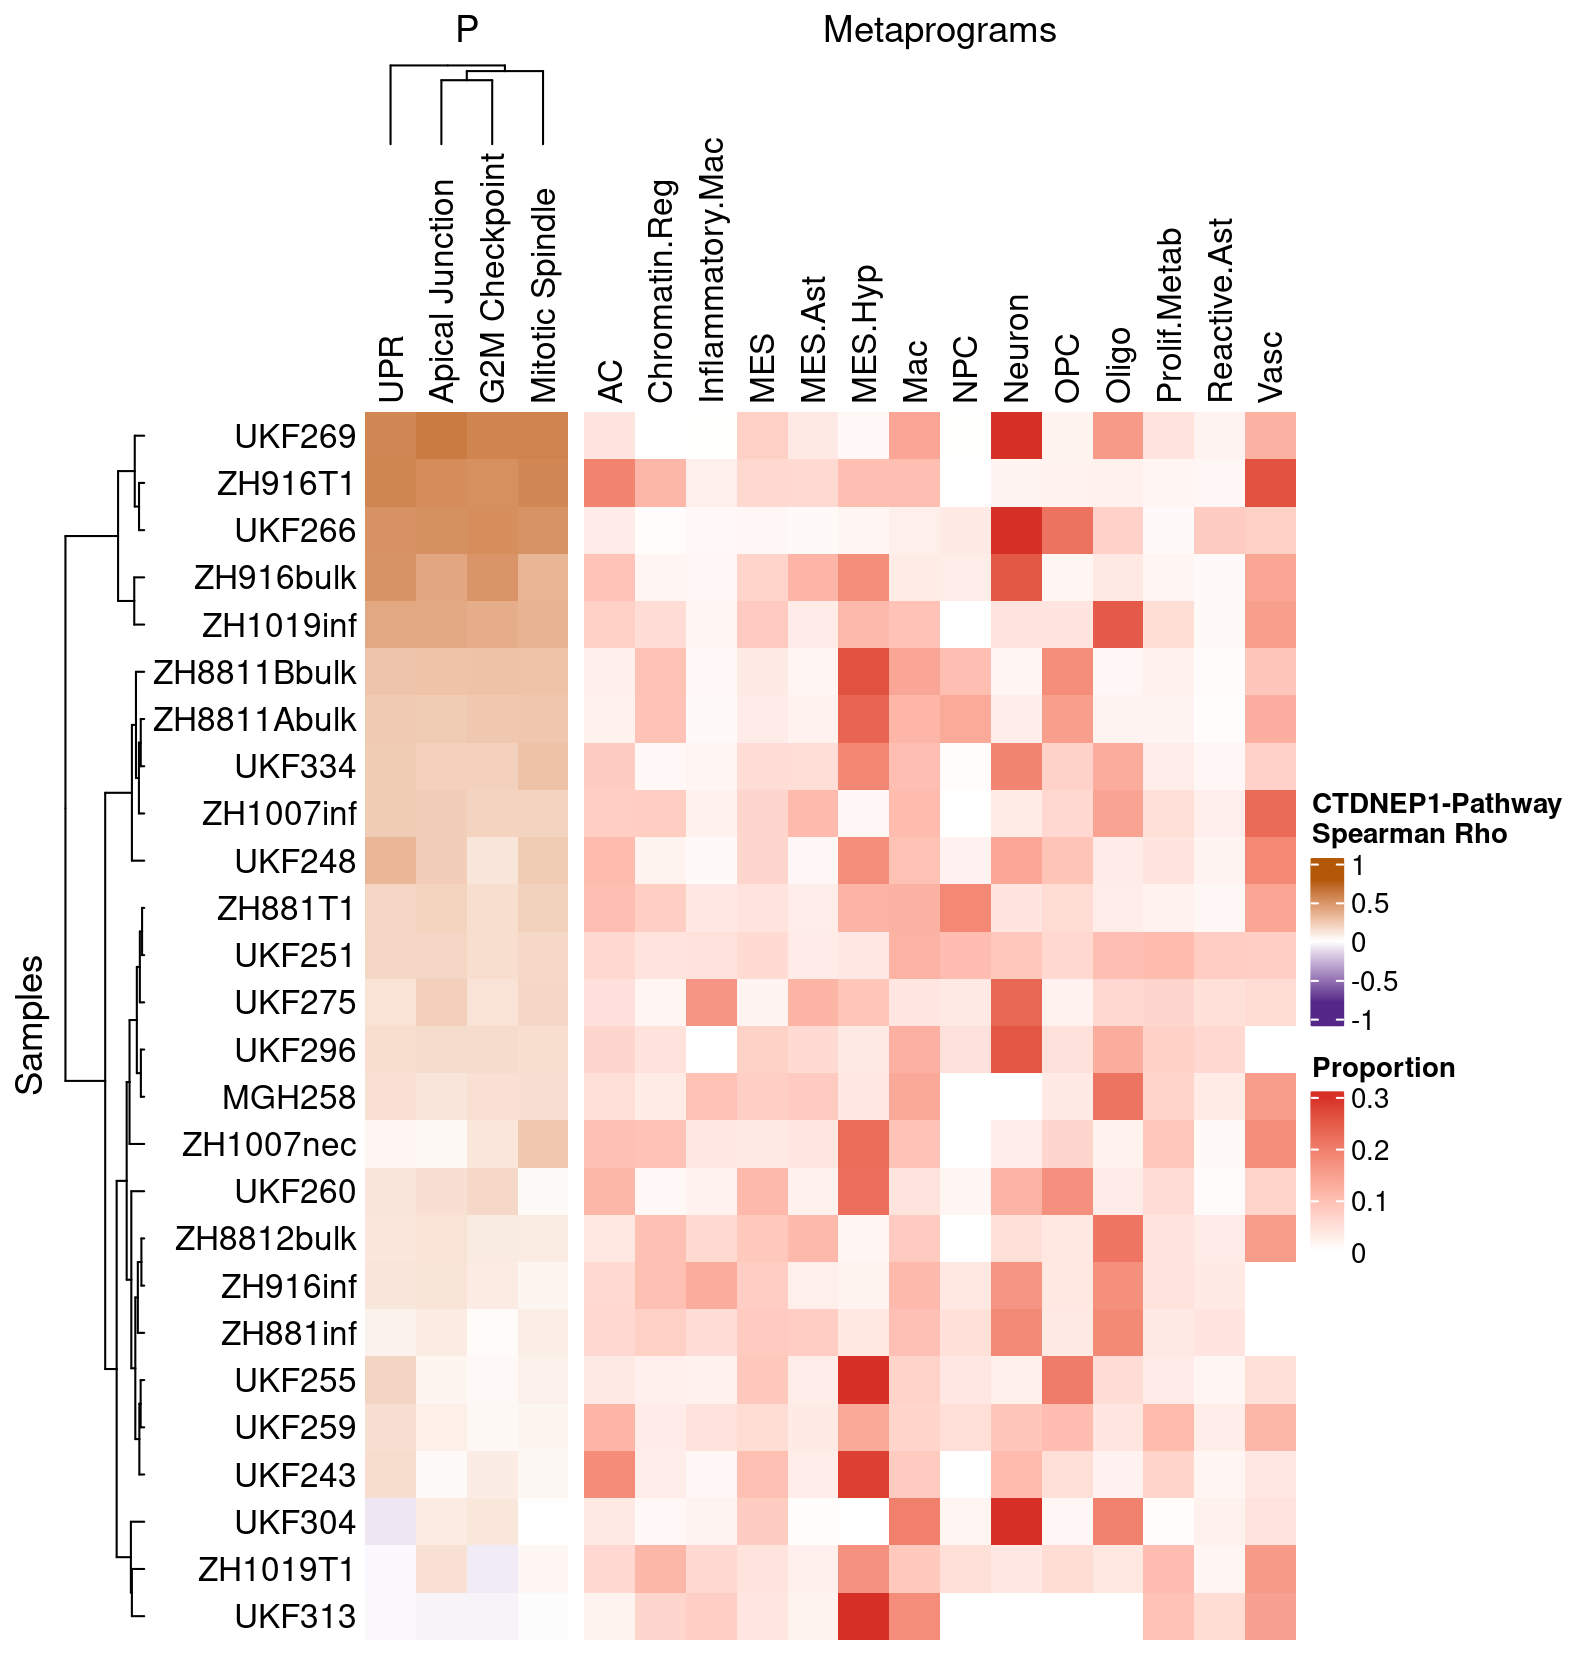 P
Metaprograms
UPR
Apical Junction
G2M Checkpoint
Mitotic Spindle
AC
Chromatin.Reg
Inflammatory.Mac
MES
MES.Ast
MES.Hyp
Mac
NPC
Neuron
OPC
Oligo
Prolif.Metab
Reactive.Ast
Vasc
Samples
UKF269
ZH916T1
UKF266
ZH916bulk
ZH1019inf
ZH8811Bbulk
ZH8811Abulk
UKF334
ZH1007inf
UKF248
ZH881T1
UKF251
UKF275
UKF296
MGH258
ZH1007nec
UKF260
ZH8812bulk
ZH916inf
ZH881inf
UKF255
UKF259
UKF243
UKF304
ZH1019T1
UKF313
CTDNEP1-Pathway
Spearman Rho
1
0.5
0
-0.5
-1
Proportion
0.3
0.2
0.1
0